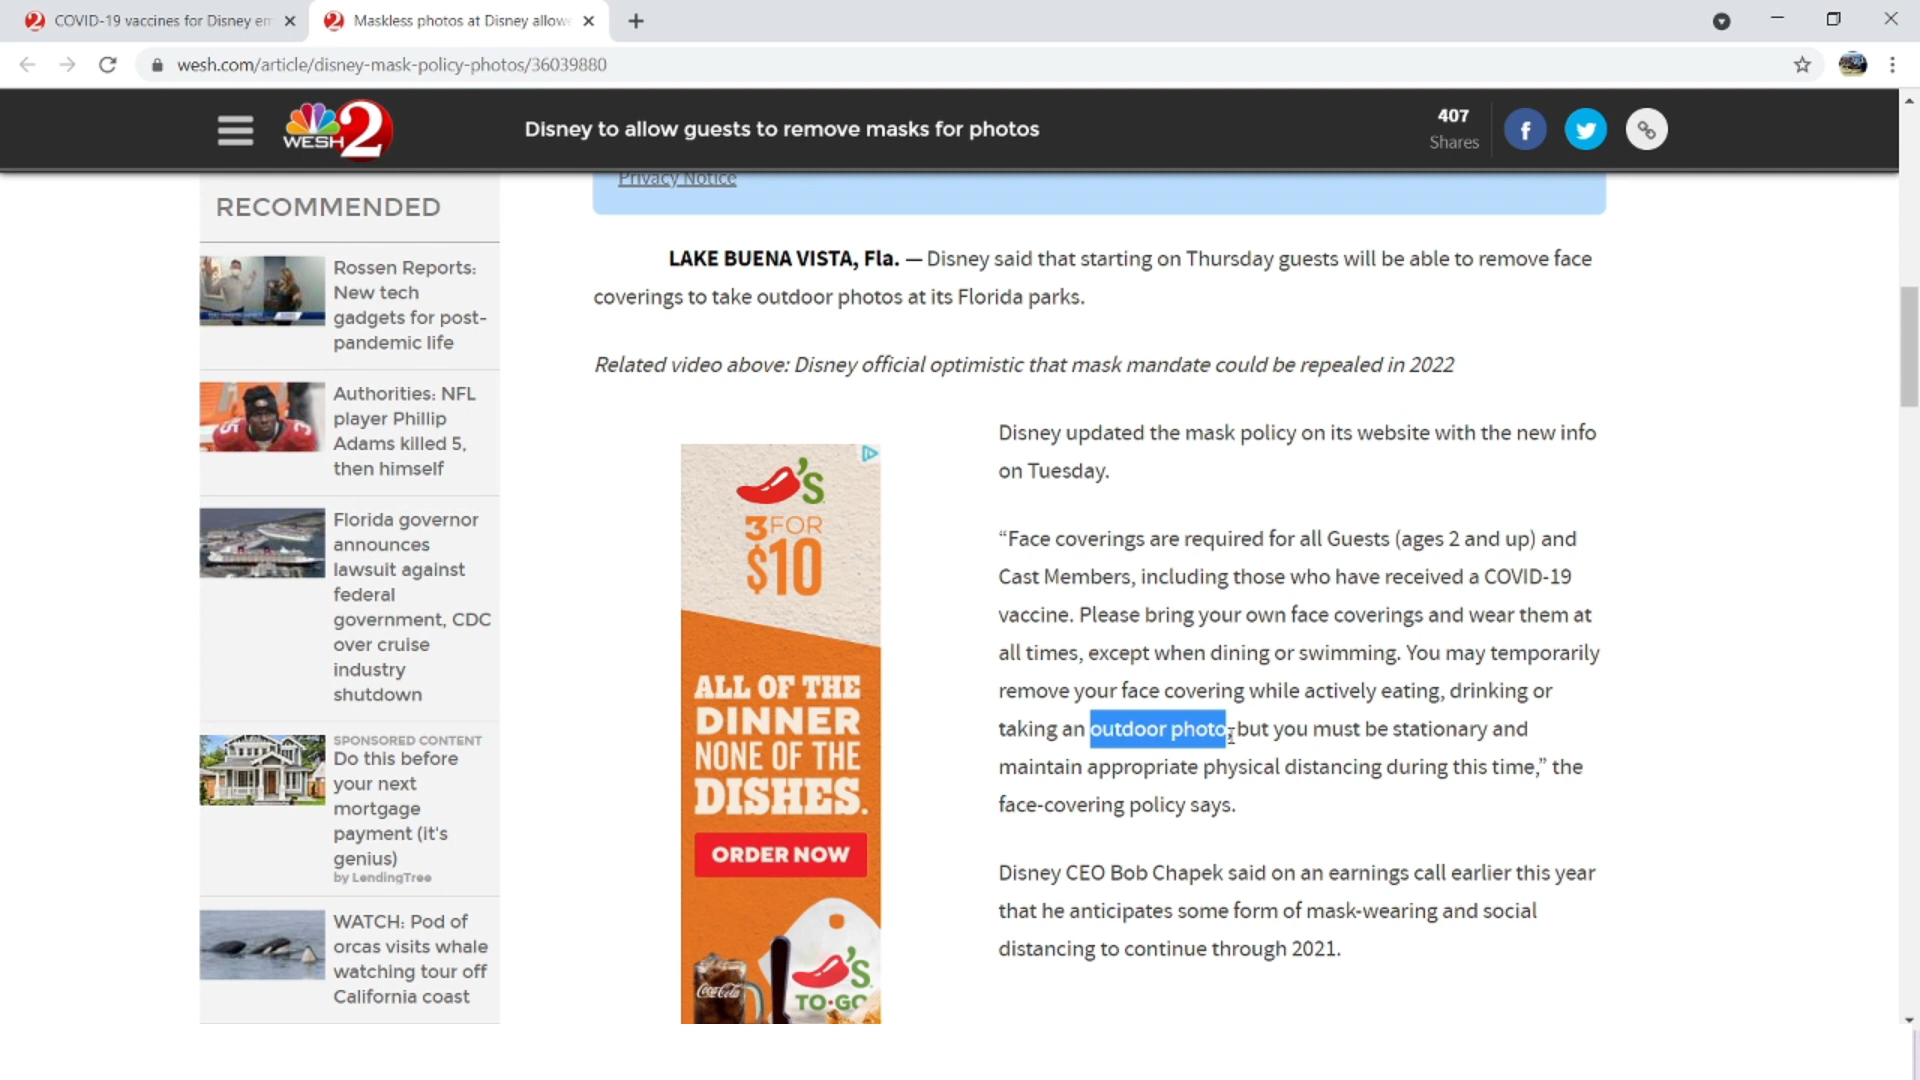 COVID-19 vaccines for Disney em
Maskless photos at Disney allow
wesh.com/article/disney-mask-policy-photos/36039880
WESH 2
Disney to allow guests to remove masks for photos
407
Shares
Privacy Notice
RECOMMENDED
Rossen Reports:
New tech
gadgets for post-
pandemic life
Authorities: NFL
player Phillip
Adams killed 5,
then himself
Florida governor
announces
lawsuit against
federal
government, CDC
over cruise
industry
shutdown
SPONSORED CONTENT
Do this before
your next
mortgage
payment (it's
genius)
by LendingTree
WATCH: Pod of
orcas visits whale
watching tour off
California coast
LAKE BUENA VISTA, Fla. — Disney said that starting on Thursday guests will be able to remove face
coverings to take outdoor photos at its Florida parks.
Related video above: Disney official optimistic that mask mandate could be repealed in 2022
'S
3 FOR
$10
ALL OF THE
DINNER
NONE OF THE
DISHES.
ORDER NOW
Coca-Cola
'S
TO•GO
Disney updated the mask policy on its website with the new info
on Tuesday.
“Face coverings are required for all Guests (ages 2 and up) and
Cast Members, including those who have received a COVID-19
vaccine. Please bring your own face coverings and wear them at
all times, except when dining or swimming. You may temporarily
remove your face covering while actively eating, drinking or
taking an outdoor photo, but you must be stationary and
maintain appropriate physical distancing during this time,” the
face-covering policy says.
Disney CEO Bob Chapek said on an earnings call earlier this year
that he anticipates some form of mask-wearing and social
distancing to continue through 2021.